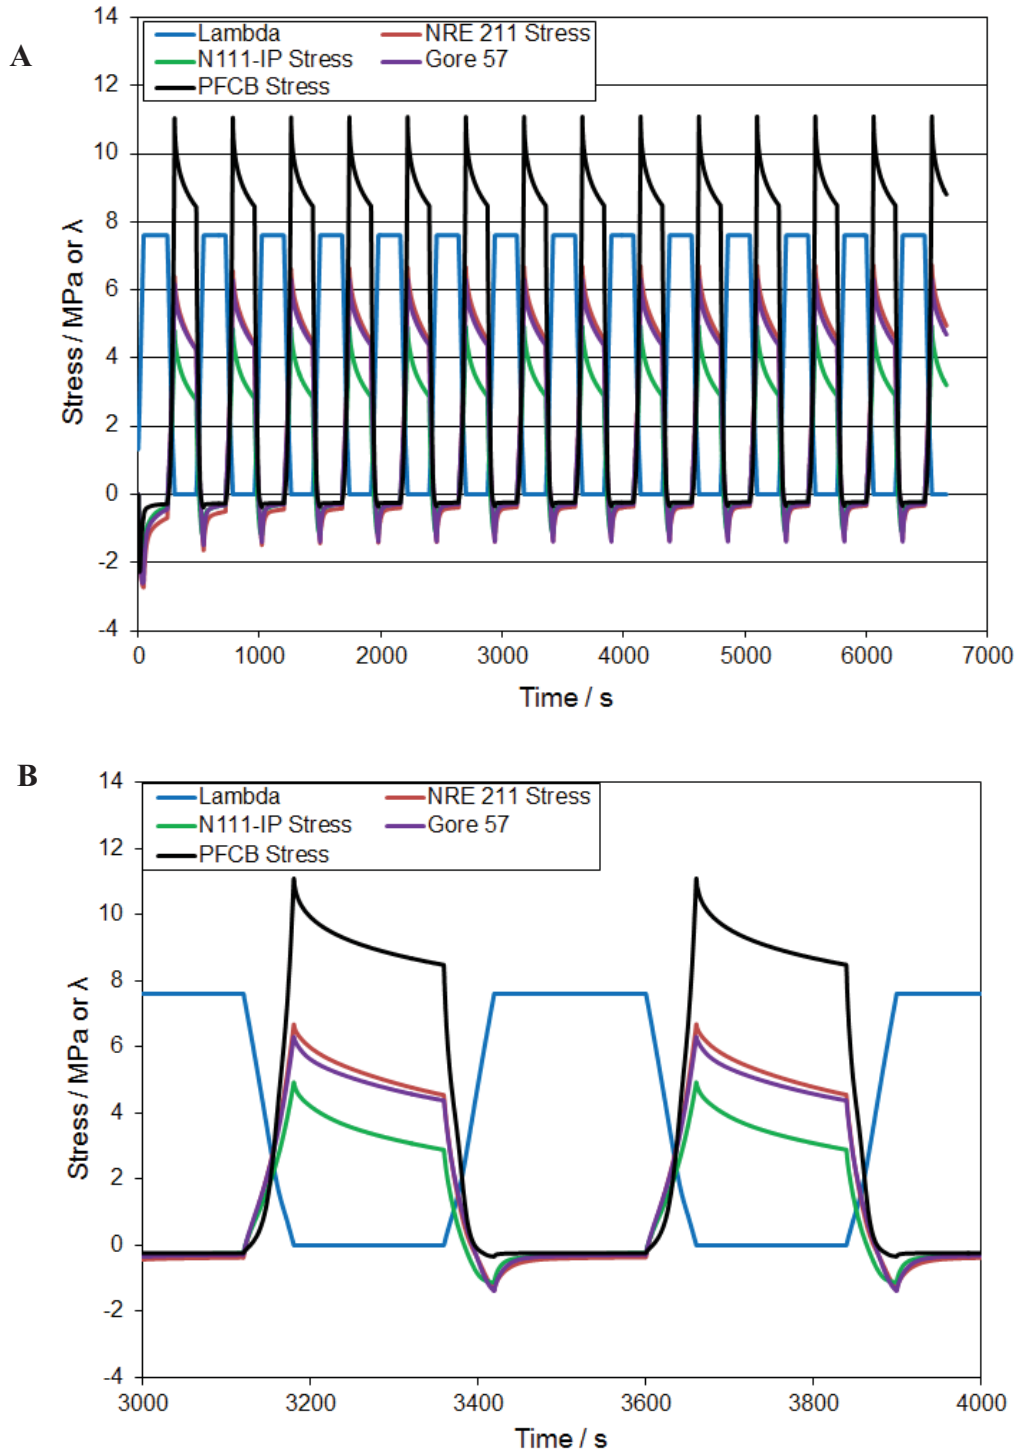 A
14
12
10
8
6
4
2
0
-2
-4
Stress / MPa or λ
Lambda
NRE 211 Stress
N111-IP Stress
Gore 57
PFCB Stress
0 1000 2000 3000 4000 5000 6000 7000
Time / s
B
14
12
10
8
6
4
2
0
-2
-4
Stress / MPa or λ
Lambda
NRE 211 Stress
N111-IP Stress
Gore 57
PFCB Stress
3000 3200 3400 3600 3800 4000
Time / s